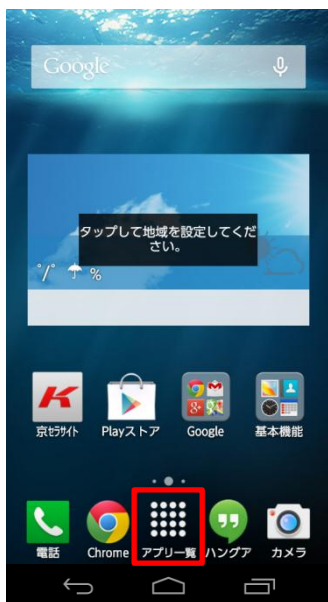 Google
タップして地域を設定してくだ
さい。
°/° %
京セラサイト Playストア Google 基本機能
電話 Chrome アプリ一覧 ハングア カメラ